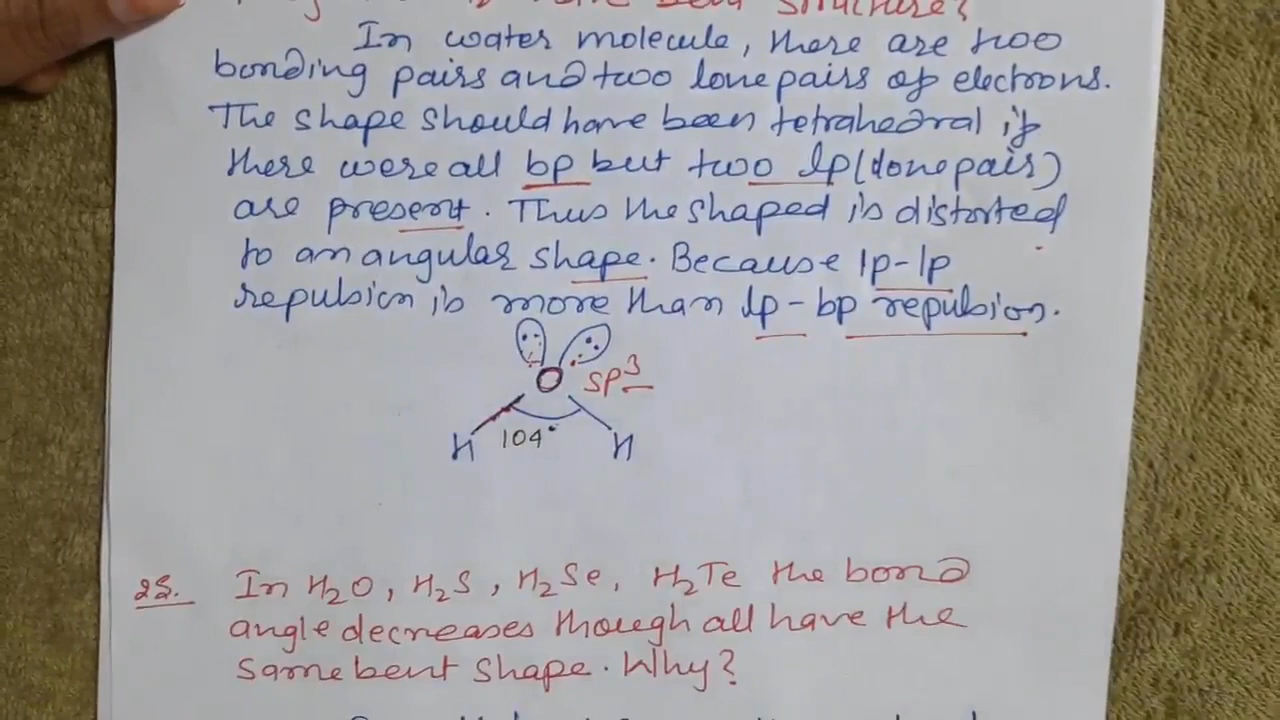 structure?
In water molecule, there are two
bonding pairs and two lone pairs of electrons.
The shape should have been tetrahedral if
there were all bp but two lp (lone pair)
are present. Thus the shaped is distorted
to an angular shape. Because lp-lp
repulsion is more than lp-bp repulsion.
O sp³
H 104° H
25. In H₂O, H₂S, H₂Se, H₂Te the bond
angle decreases though all have the
same bent shape. Why?